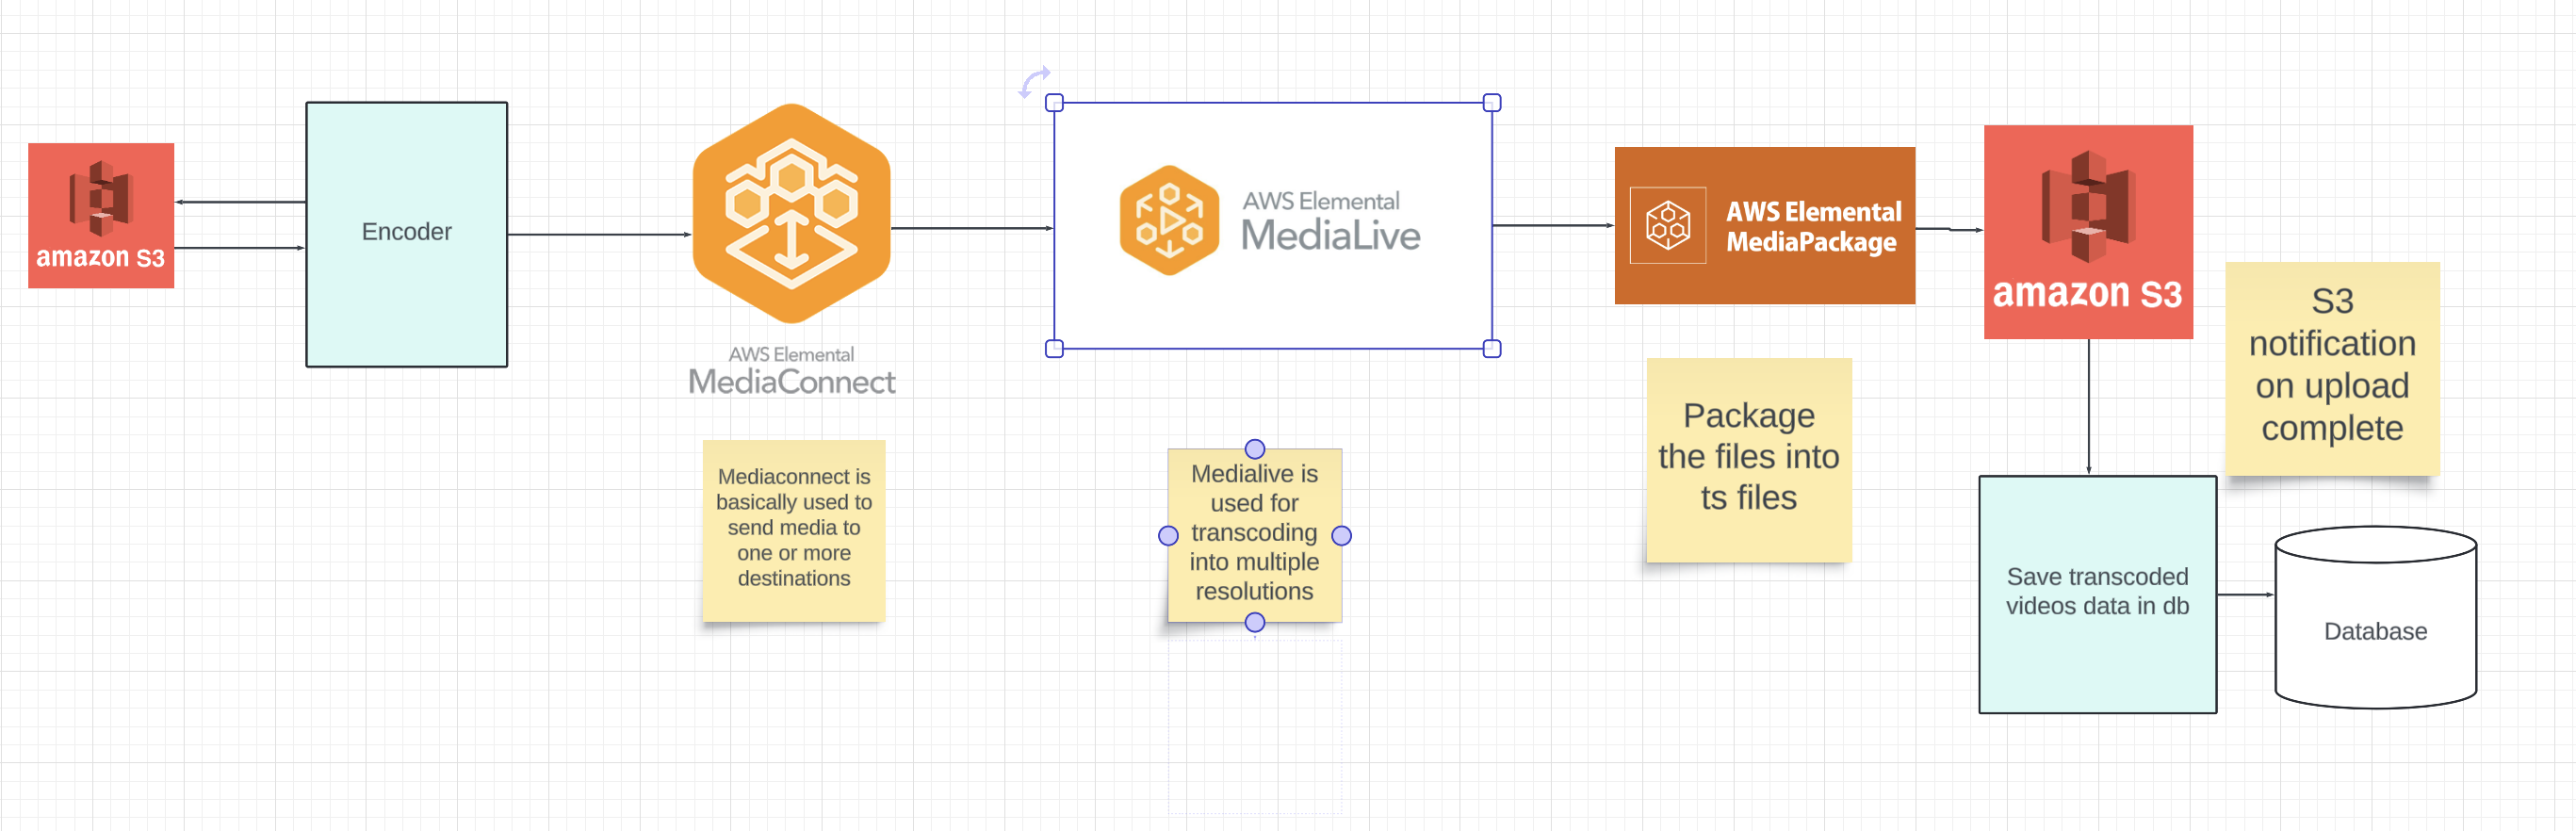 amazon S3
Encoder
AWS Elemental
MediaConnect
Mediaconnect is
basically used to
send media to
one or more
destinations
AWS Elemental
MediaLive
Medialive is
used for
transcoding
into multiple
resolutions
AWS Elemental
MediaPackage
Package
the files into
ts files
amazon S3
S3
notification
on upload
complete
Save transcoded
videos data in db
Database